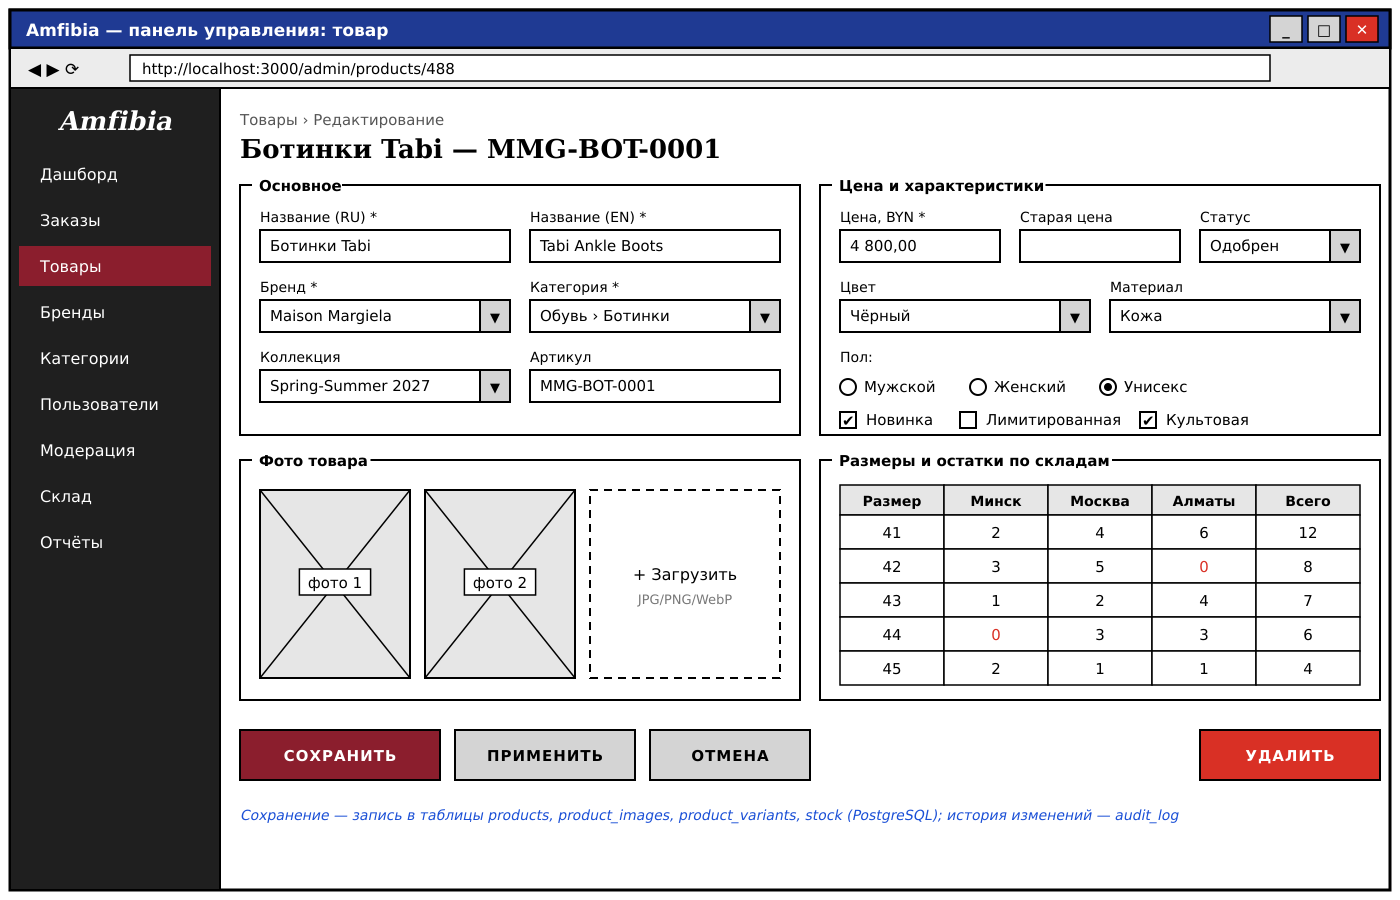 Amfibia — панель управления: товар
_ □ ✕
◀ ▶ ⟳ http://localhost:3000/admin/products/488
Amfibia
Дашборд
Заказы
Товары
Бренды
Категории
Пользователи
Модерация
Склад
Отчёты
Товары › Редактирование
Ботинки Tabi — MMG-BOT-0001
Основное
Название (RU) * Название (EN) *
Ботинки Tabi Tabi Ankle Boots
Бренд * Категория *
Maison Margiela ▼ Обувь › Ботинки ▼
Коллекция Артикул
Spring-Summer 2027 ▼ MMG-BOT-0001
Цена и характеристики
Цена, BYN * Старая цена Статус
4 800,00 Одобрен ▼
Цвет Материал
Чёрный ▼ Кожа ▼
Пол:
Мужской Женский Унисекс
✔ Новинка Лимитированная ✔ Культовая
Фото товара
фото 1 фото 2
+ Загрузить
JPG/PNG/WebP
Размеры и остатки по складам
Размер Минск Москва Алматы Всего
41 2 4 6 12
42 3 5 0 8
43 1 2 4 7
44 0 3 3 6
45 2 1 1 4
СОХРАНИТЬ ПРИМЕНИТЬ ОТМЕНА УДАЛИТЬ
Сохранение — запись в таблицы products, product_images, product_variants, stock (PostgreSQL); история изменений — audit_log